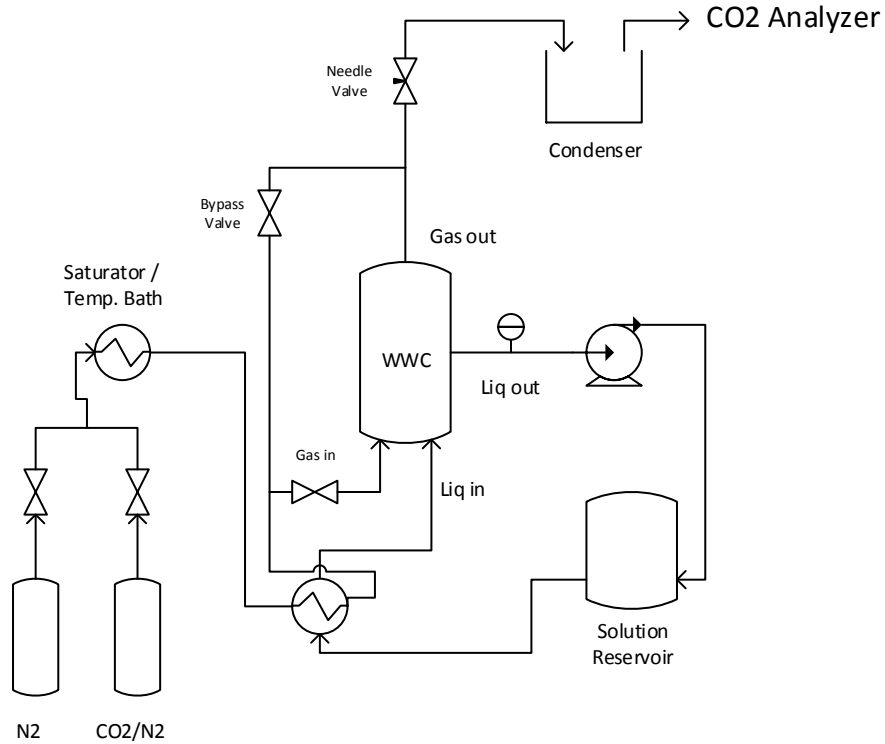 CO2 Analyzer
Needle
Valve
Condenser
Bypass
Valve
Gas out
Saturator /
Temp. Bath
WWC
Liq out
Gas in
Liq in
Solution
Reservoir
N2
CO2/N2